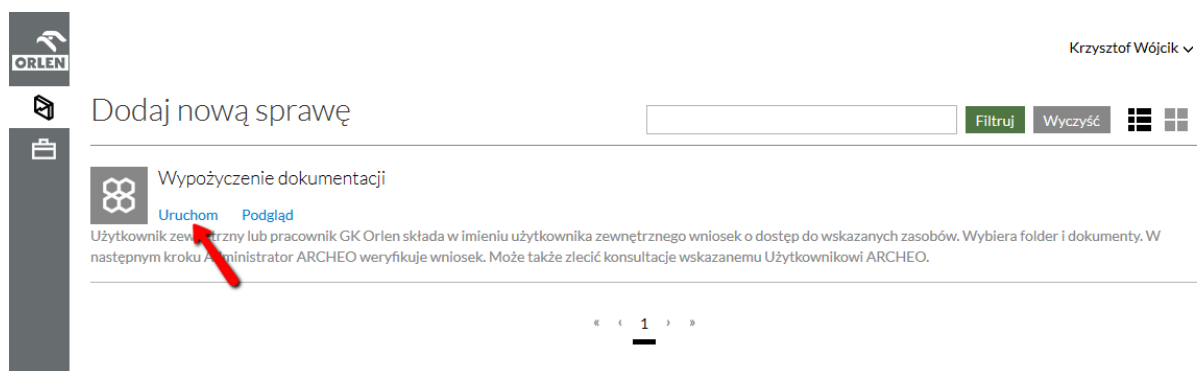 ORLEN
Krzysztof Wójcik
Dodaj nową sprawę
Filtruj Wyczyść
Wypożyczenie dokumentacji
Uruchom Podgląd
Użytkownik zewnętrzny lub pracownik GK Orlen składa w imieniu użytkownika zewnętrznego wniosek o dostęp do wskazanych zasobów. Wybiera folder i dokumenty. W
następnym kroku Administrator ARCHEO weryfikuje wniosek. Może także zlecić konsultacje wskazanemu Użytkownikowi ARCHEO.
« ‹ 1 › »